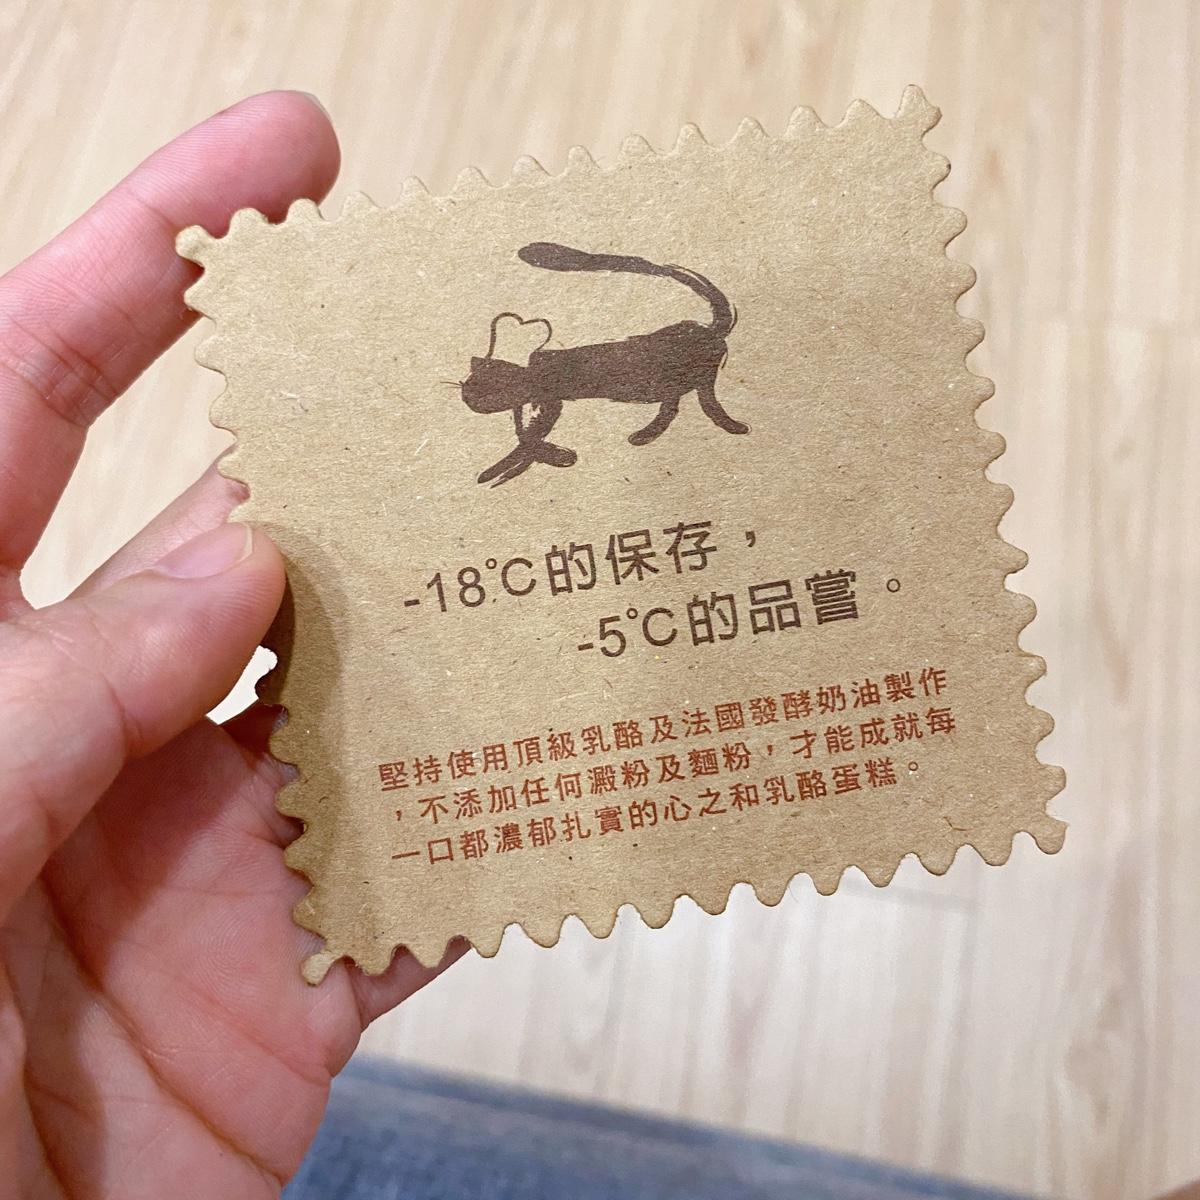 -18℃的保存，
-5℃的品嘗。
堅持使用頂級乳酪及法國發酵奶油製作
，不添加任何澱粉及麵粉，才能成就每
一口都濃郁扎實的心之和乳酪蛋糕。